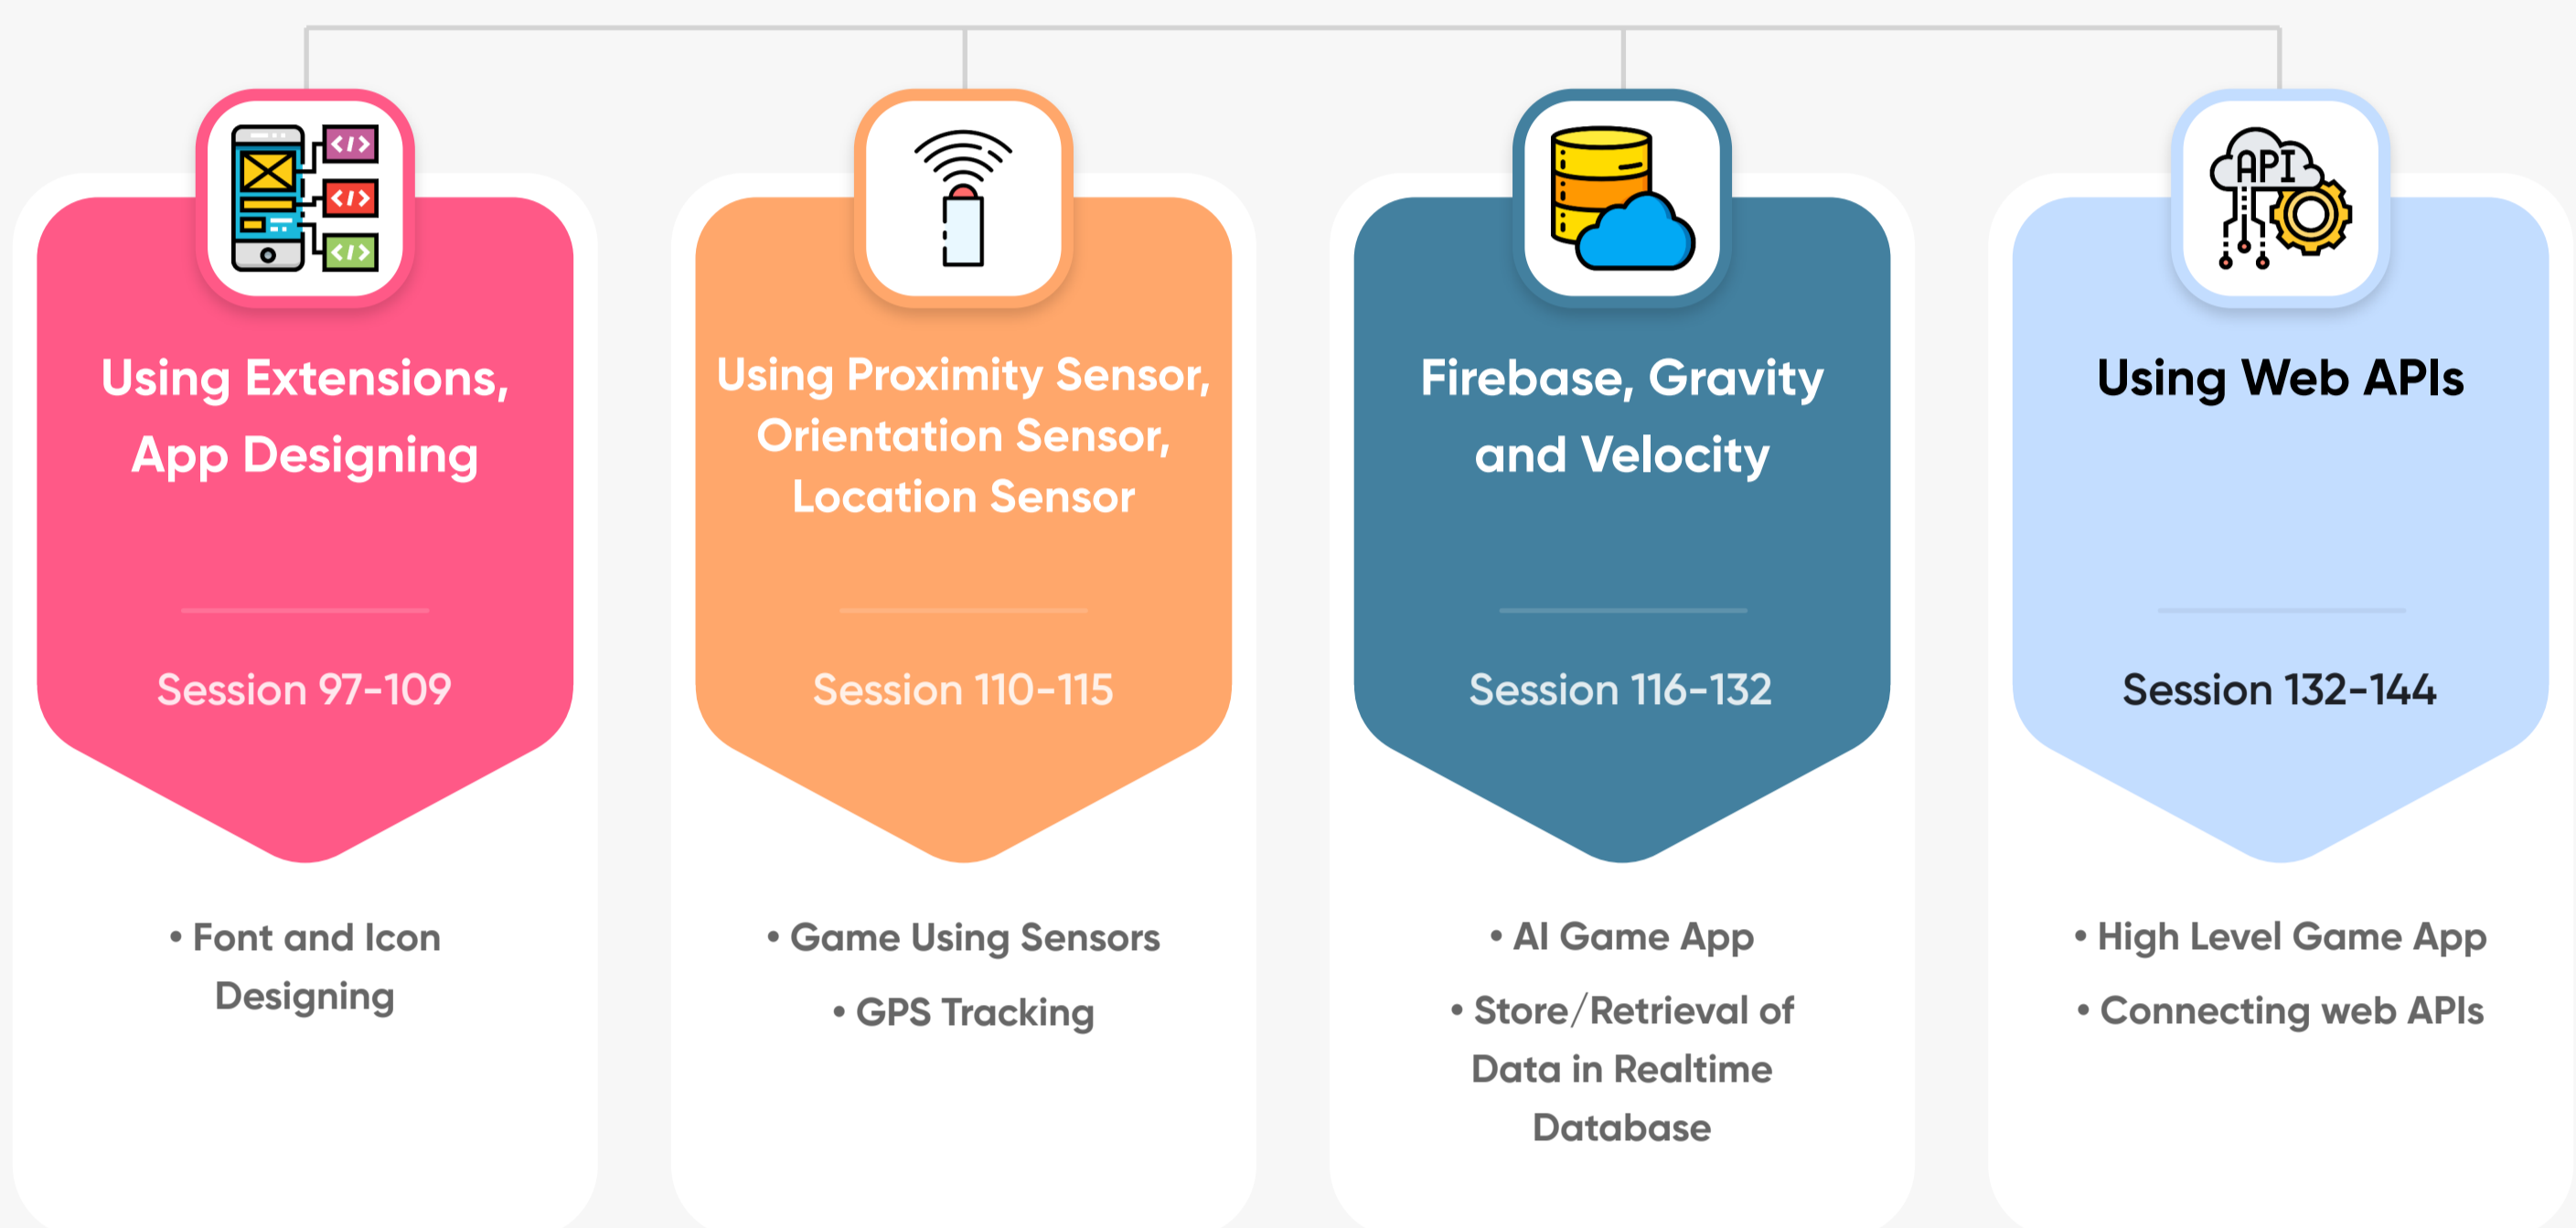 </>
</>
</>
Using Extensions,
App Designing
Session 97-109
• Font and Icon
Designing
Using Proximity Sensor,
Orientation Sensor,
Location Sensor
Session 110-115
• Game Using Sensors
• GPS Tracking
Firebase, Gravity
and Velocity
Session 116-132
• AI Game App
• Store/Retrieval of
Data in Realtime
Database
API
Using Web APIs
Session 132-144
• High Level Game App
• Connecting web APIs